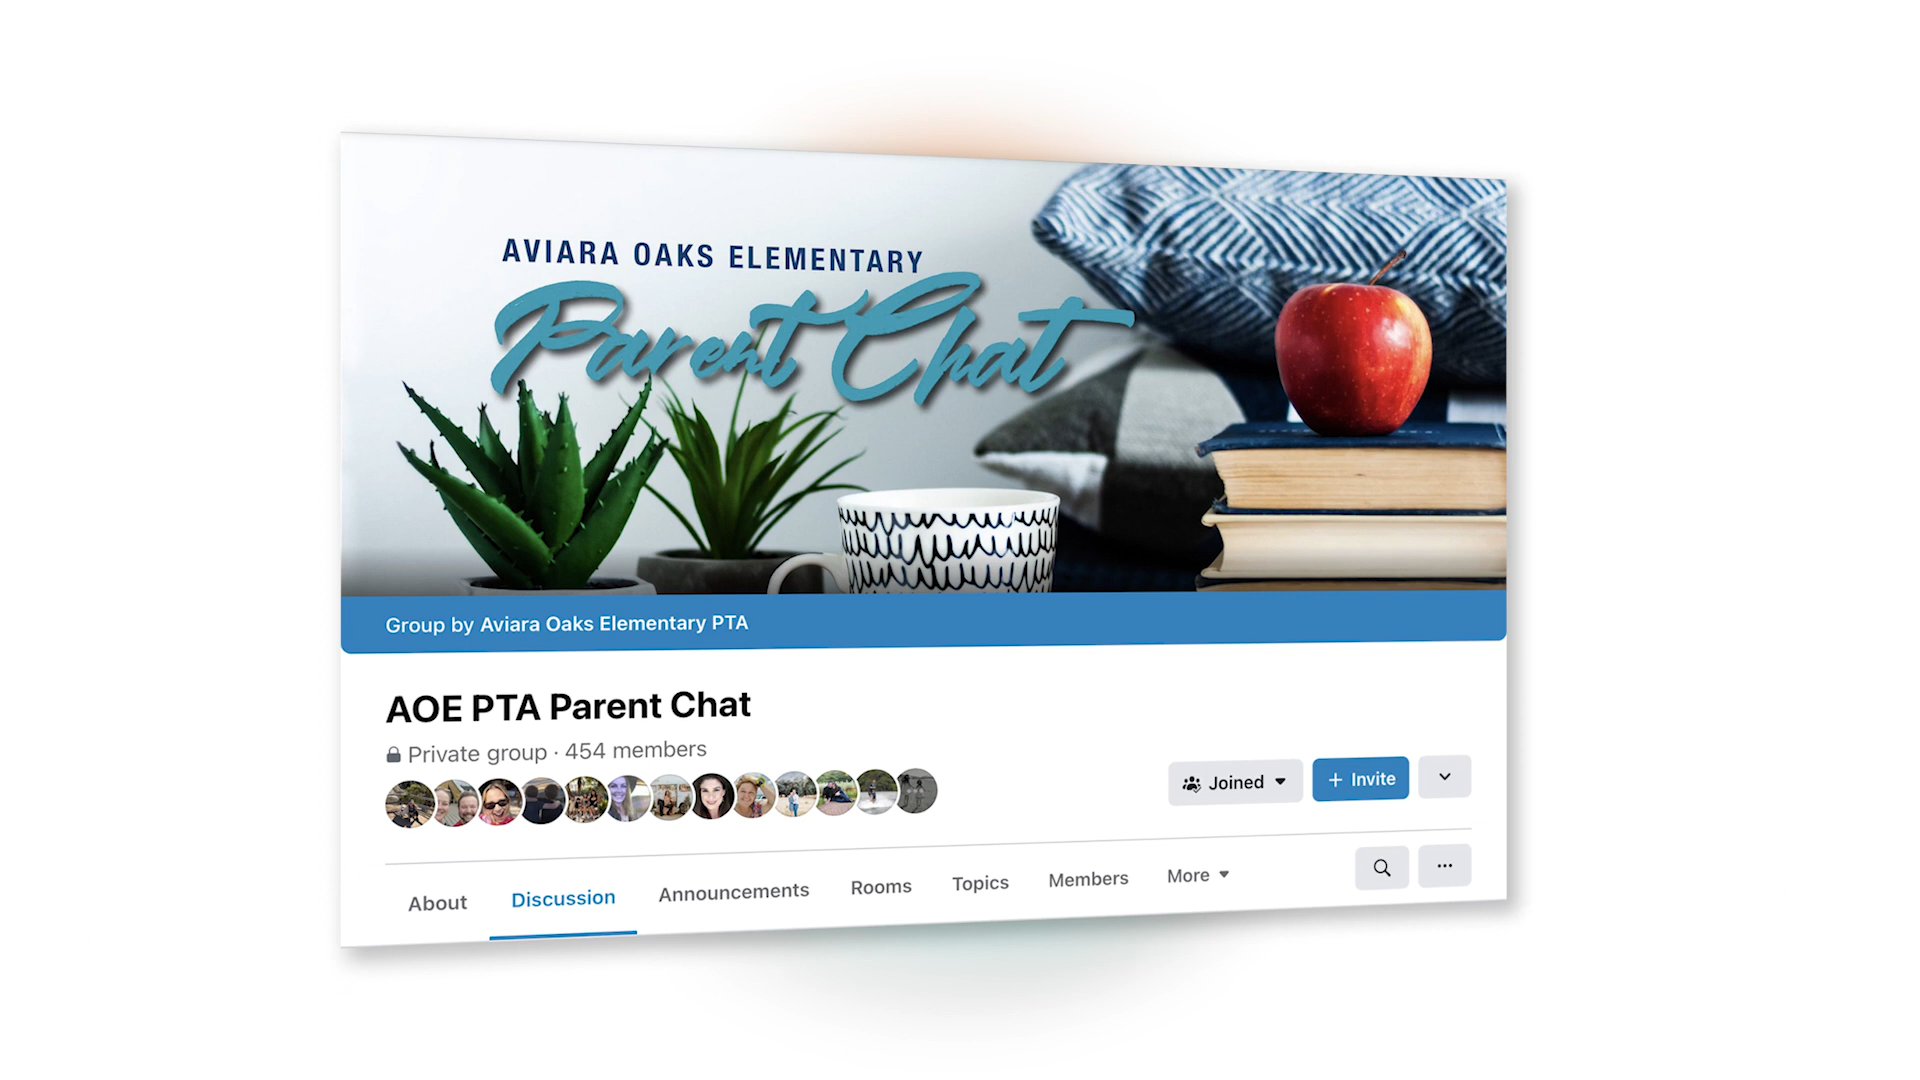 AVIARA OAKS ELEMENTARY
Parent Chat
Group by Aviara Oaks Elementary PTA
AOE PTA Parent Chat
Private group · 454 members
Joined
+ Invite
About Discussion Announcements Rooms Topics Members More